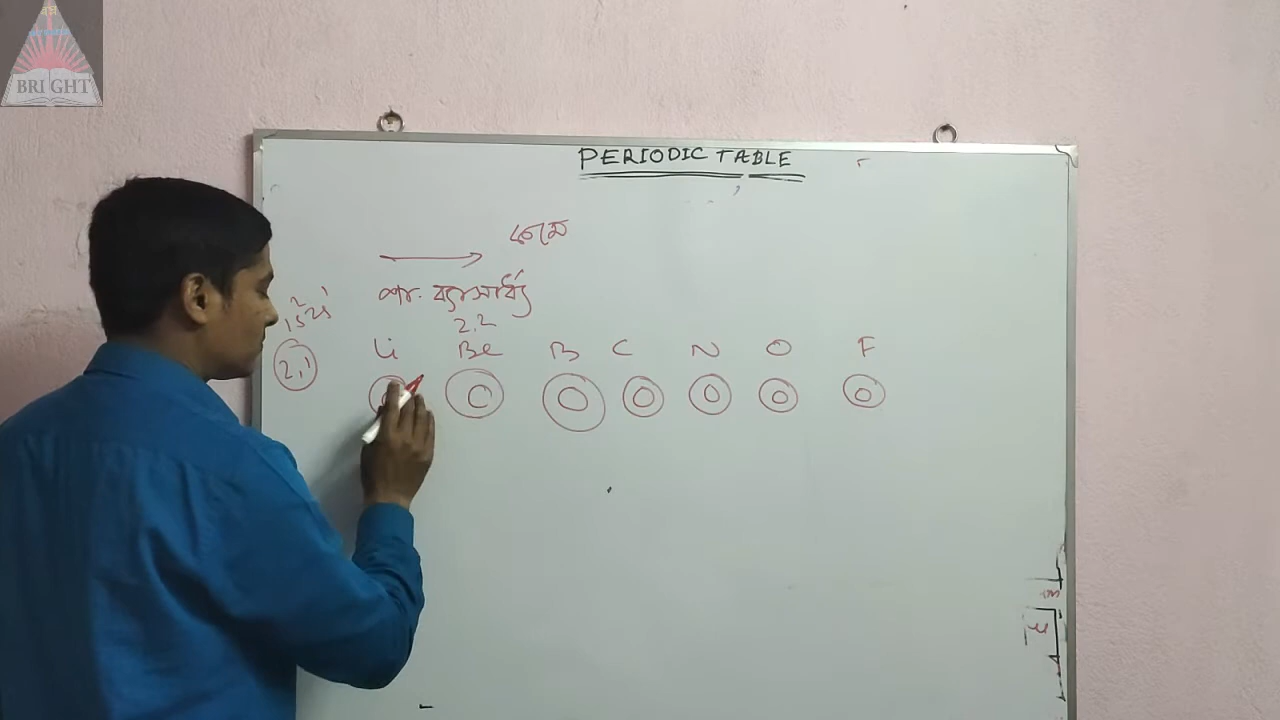 BRIGHT
PERIODIC TABLE
কমে
পার. ব্যাসার্ধ্য
1s² 2s¹
2,2
2,1
Li Be B C N O F